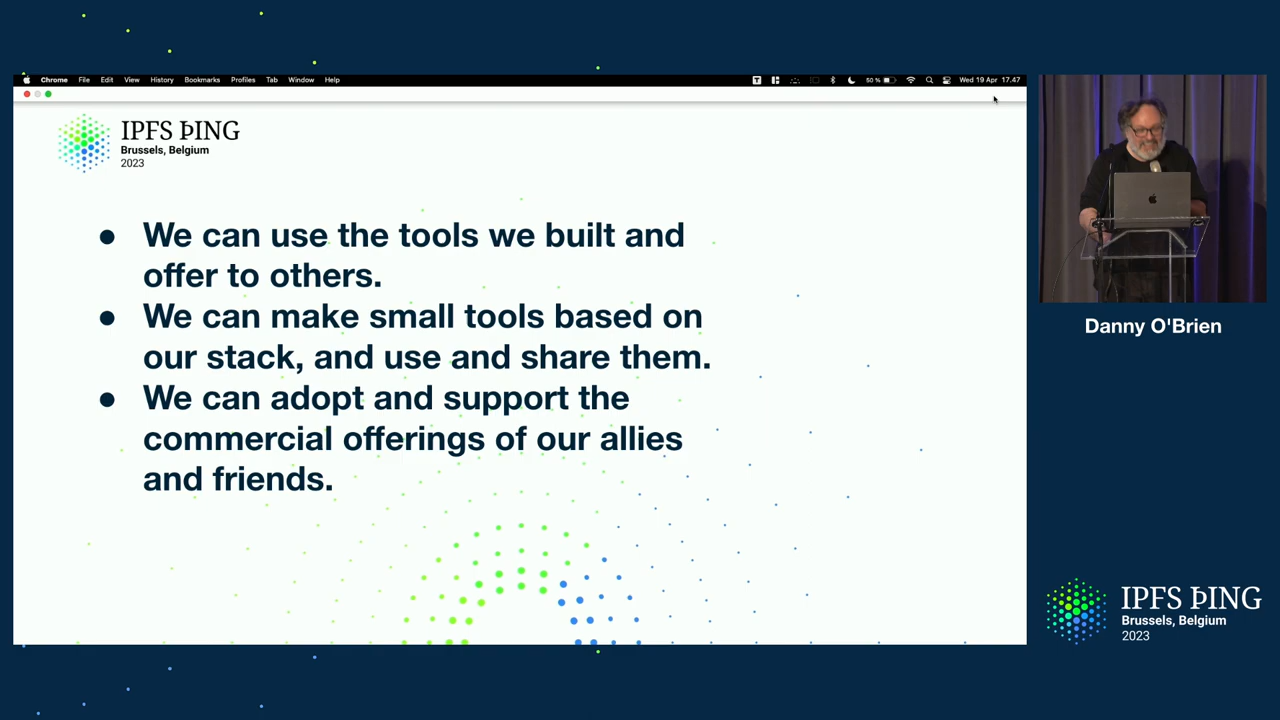 Chrome File Edit View History Bookmarks Profiles Tab Window Help 50 % Wed 19 Apr 17.47
IPFS ÞING
Brussels, Belgium
2023
● We can use the tools we built and
offer to others.
● We can make small tools based on
our stack, and use and share them.
● We can adopt and support the
commercial offerings of our allies
and friends.
Danny O'Brien
IPFS ÞING
Brussels, Belgium
2023